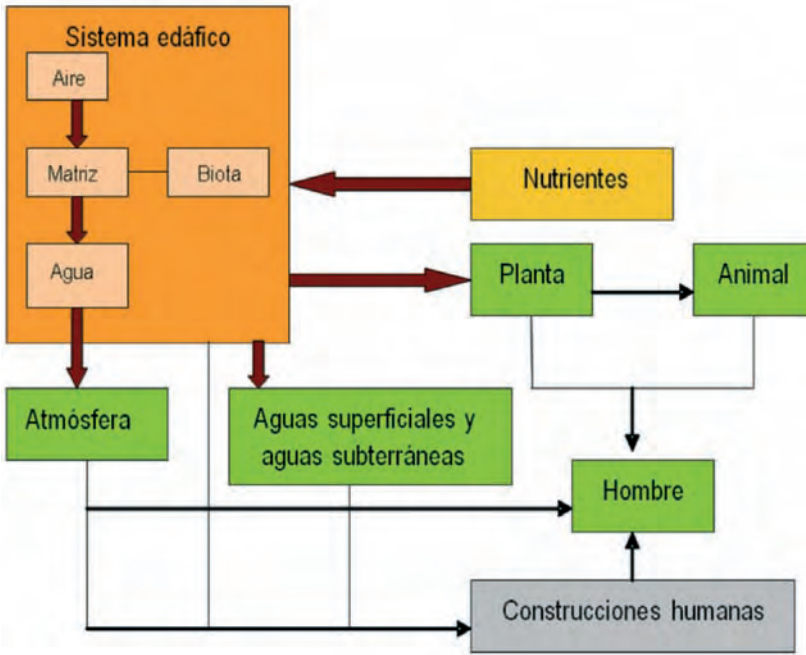 Sistema edáfico
Aire
Matriz
Biota
Agua
Nutrientes
Planta
Animal
Atmósfera
Aguas superficiales y
aguas subterráneas
Hombre
Construcciones humanas